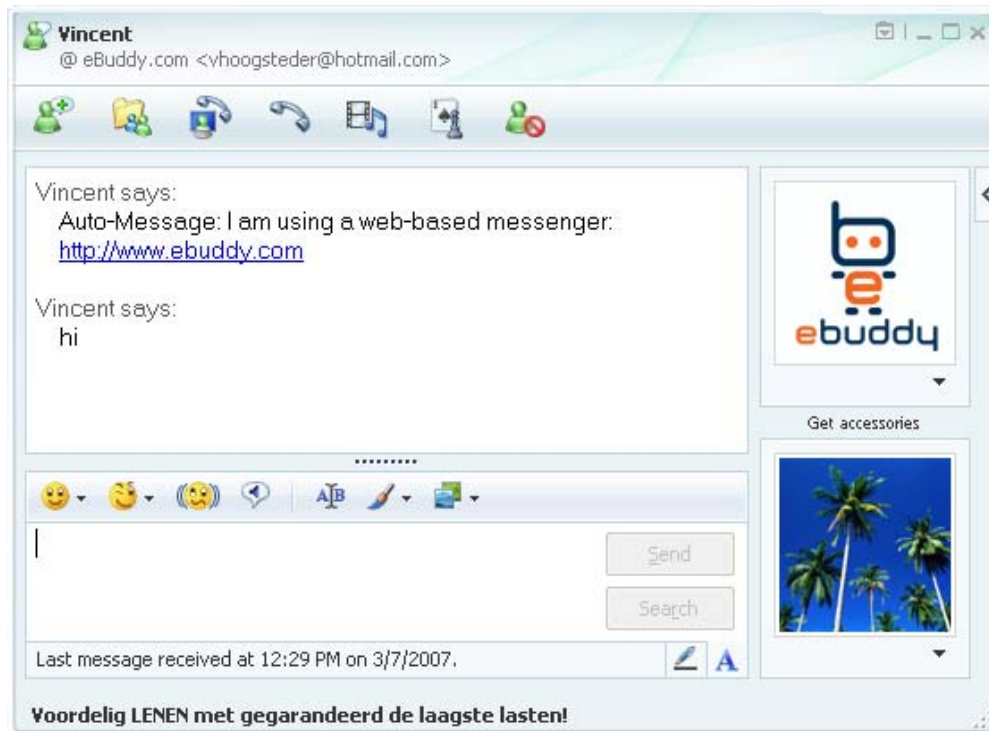 Vincent
@ eBuddy.com <vhoogsteder@hotmail.com>
Vincent says:
Auto-Message: I am using a web-based messenger:
http://www.ebuddy.com
Vincent says:
hi
ebuddy
Get accessories
Send
Search
Last message received at 12:29 PM on 3/7/2007.
Voordelig LENEN met gegarandeerd de laagste lasten!